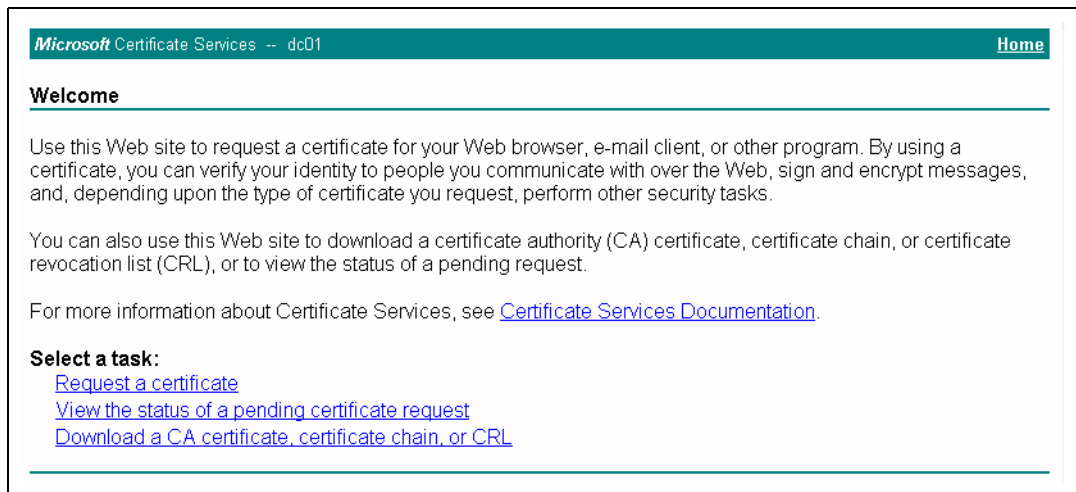 Microsoft Certificate Services -- dc01 Home
Welcome
Use this Web site to request a certificate for your Web browser, e-mail client, or other program. By using a
certificate, you can verify your identity to people you communicate with over the Web, sign and encrypt messages,
and, depending upon the type of certificate you request, perform other security tasks.
You can also use this Web site to download a certificate authority (CA) certificate, certificate chain, or certificate
revocation list (CRL), or to view the status of a pending request.
For more information about Certificate Services, see Certificate Services Documentation.
Select a task:
Request a certificate
View the status of a pending certificate request
Download a CA certificate, certificate chain, or CRL